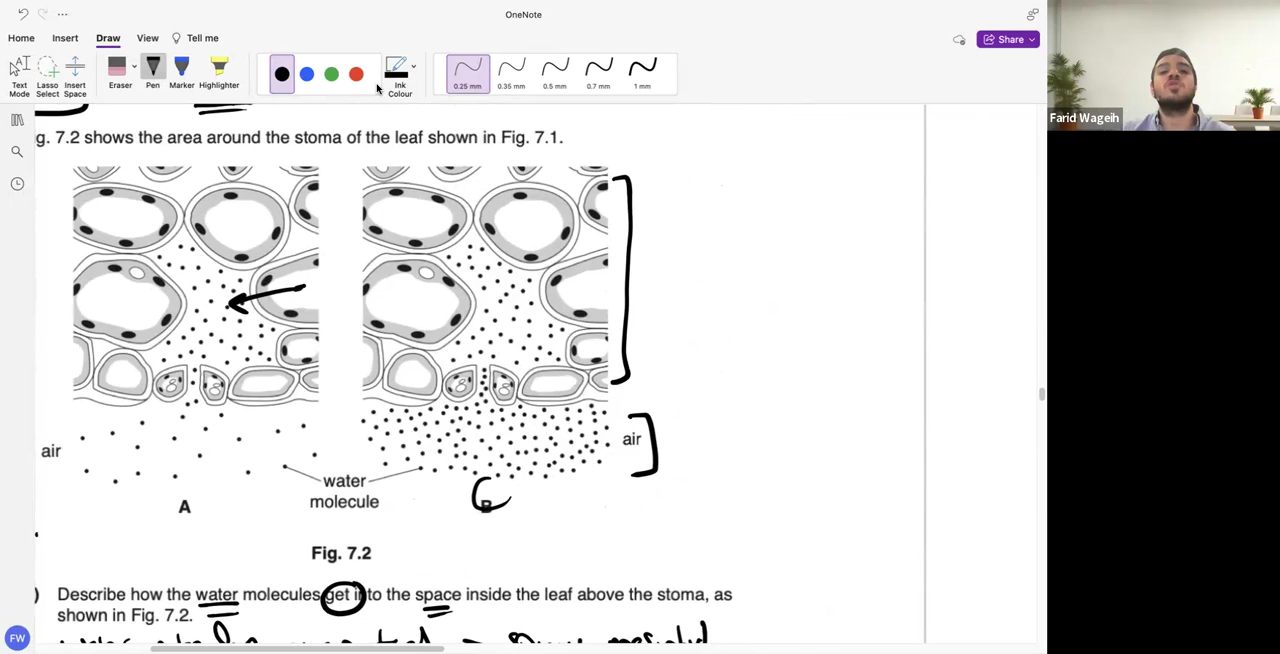 OneNote
Home Insert Draw View Tell me
Share
Text Mode
Lasso Select
Insert Space
Eraser
Pen
Marker
Highlighter
Ink Colour
0.25 mm
0.35 mm
0.5 mm
0.7 mm
1 mm
Farid Wageih
g. 7.2 shows the area around the stoma of the leaf shown in Fig. 7.1.
air
air
water
molecule
A
B
Fig. 7.2
) Describe how the water molecules get into the space inside the leaf above the stoma, as
shown in Fig. 7.2.
FW